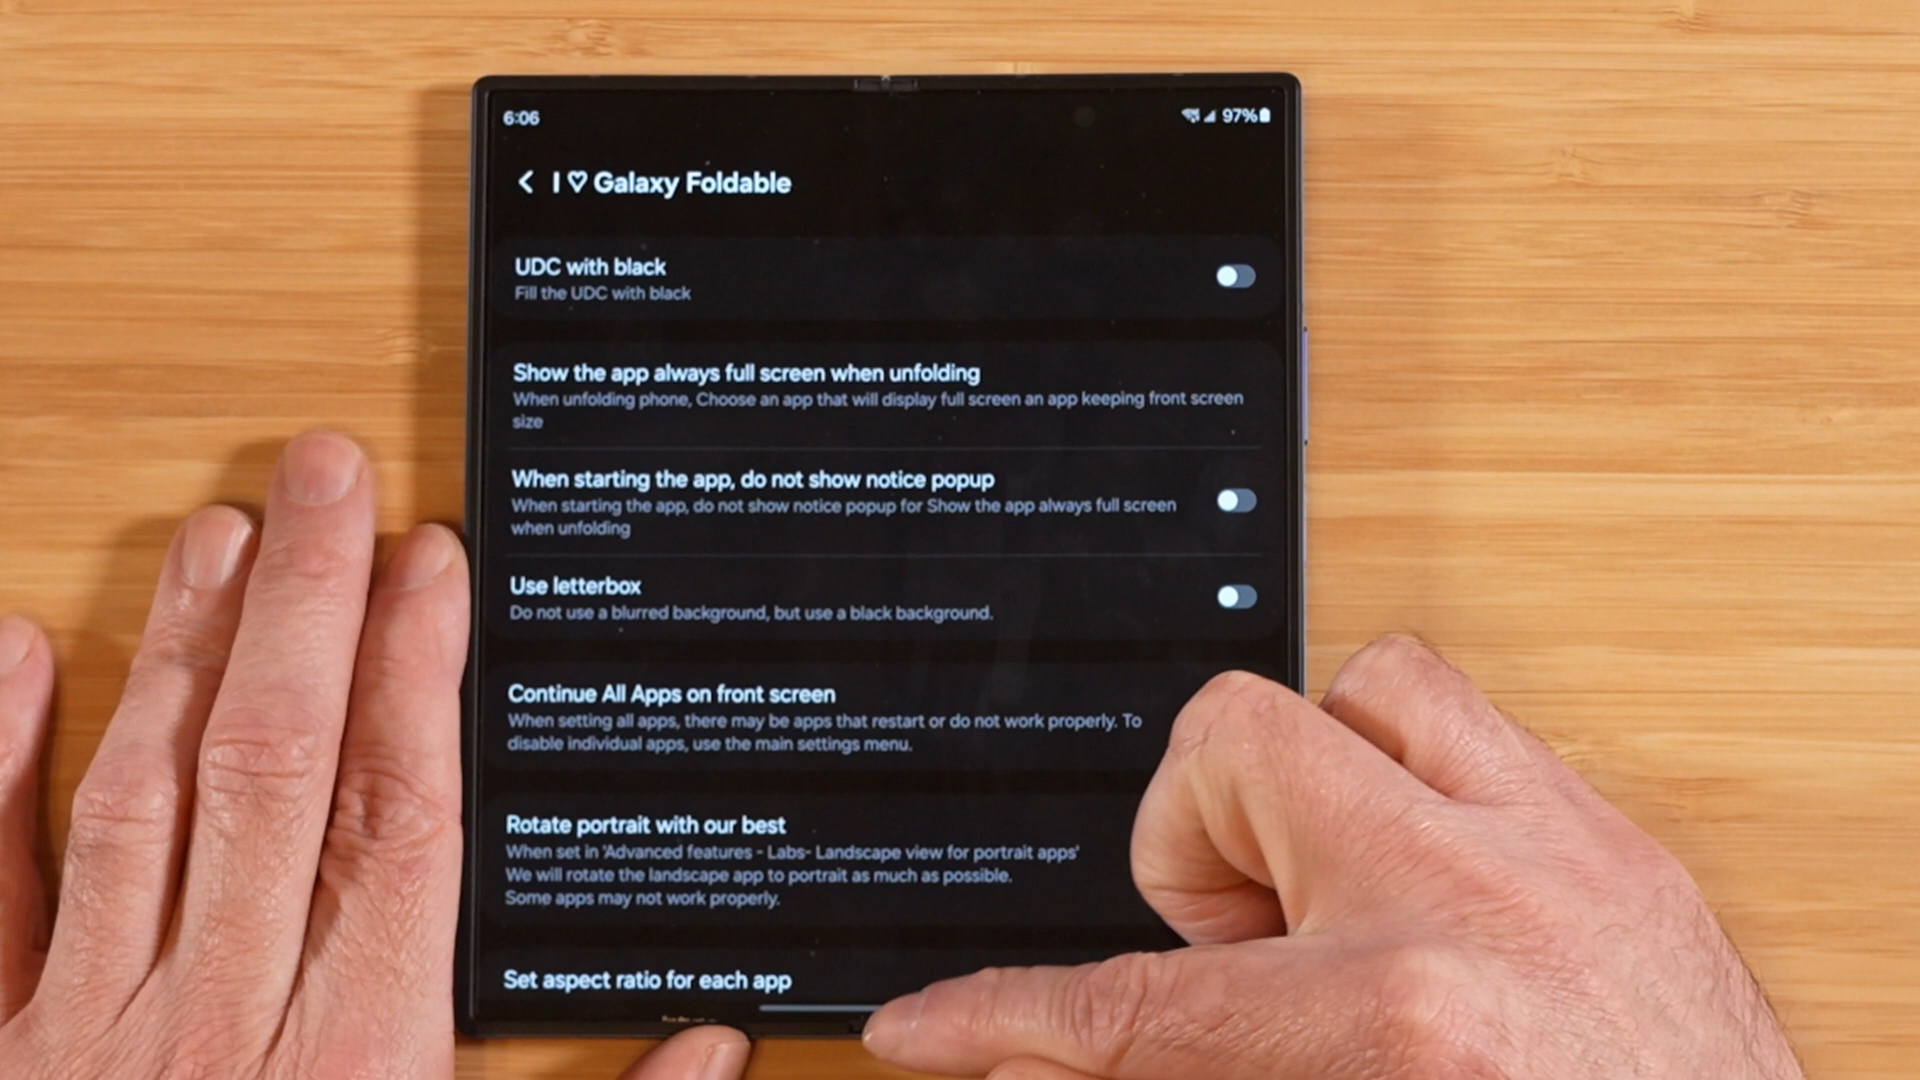 6:06
97%
I ♡ Galaxy Foldable
UDC with black
Fill the UDC with black
Show the app always full screen when unfolding
When unfolding phone, Choose an app that will display full screen an app keeping front screen
size
When starting the app, do not show notice popup
When starting the app, do not show notice popup for Show the app always full screen
when unfolding
Use letterbox
Do not use a blurred background, but use a black background.
Continue All Apps on front screen
When setting all apps, there may be apps that restart or do not work properly. To
disable individual apps, use the main settings menu.
Rotate portrait with our best
When set in 'Advanced features - Labs- Landscape view for portrait apps'
We will rotate the landscape app to portrait as much as possible.
Some apps may not work properly.
Set aspect ratio for each app